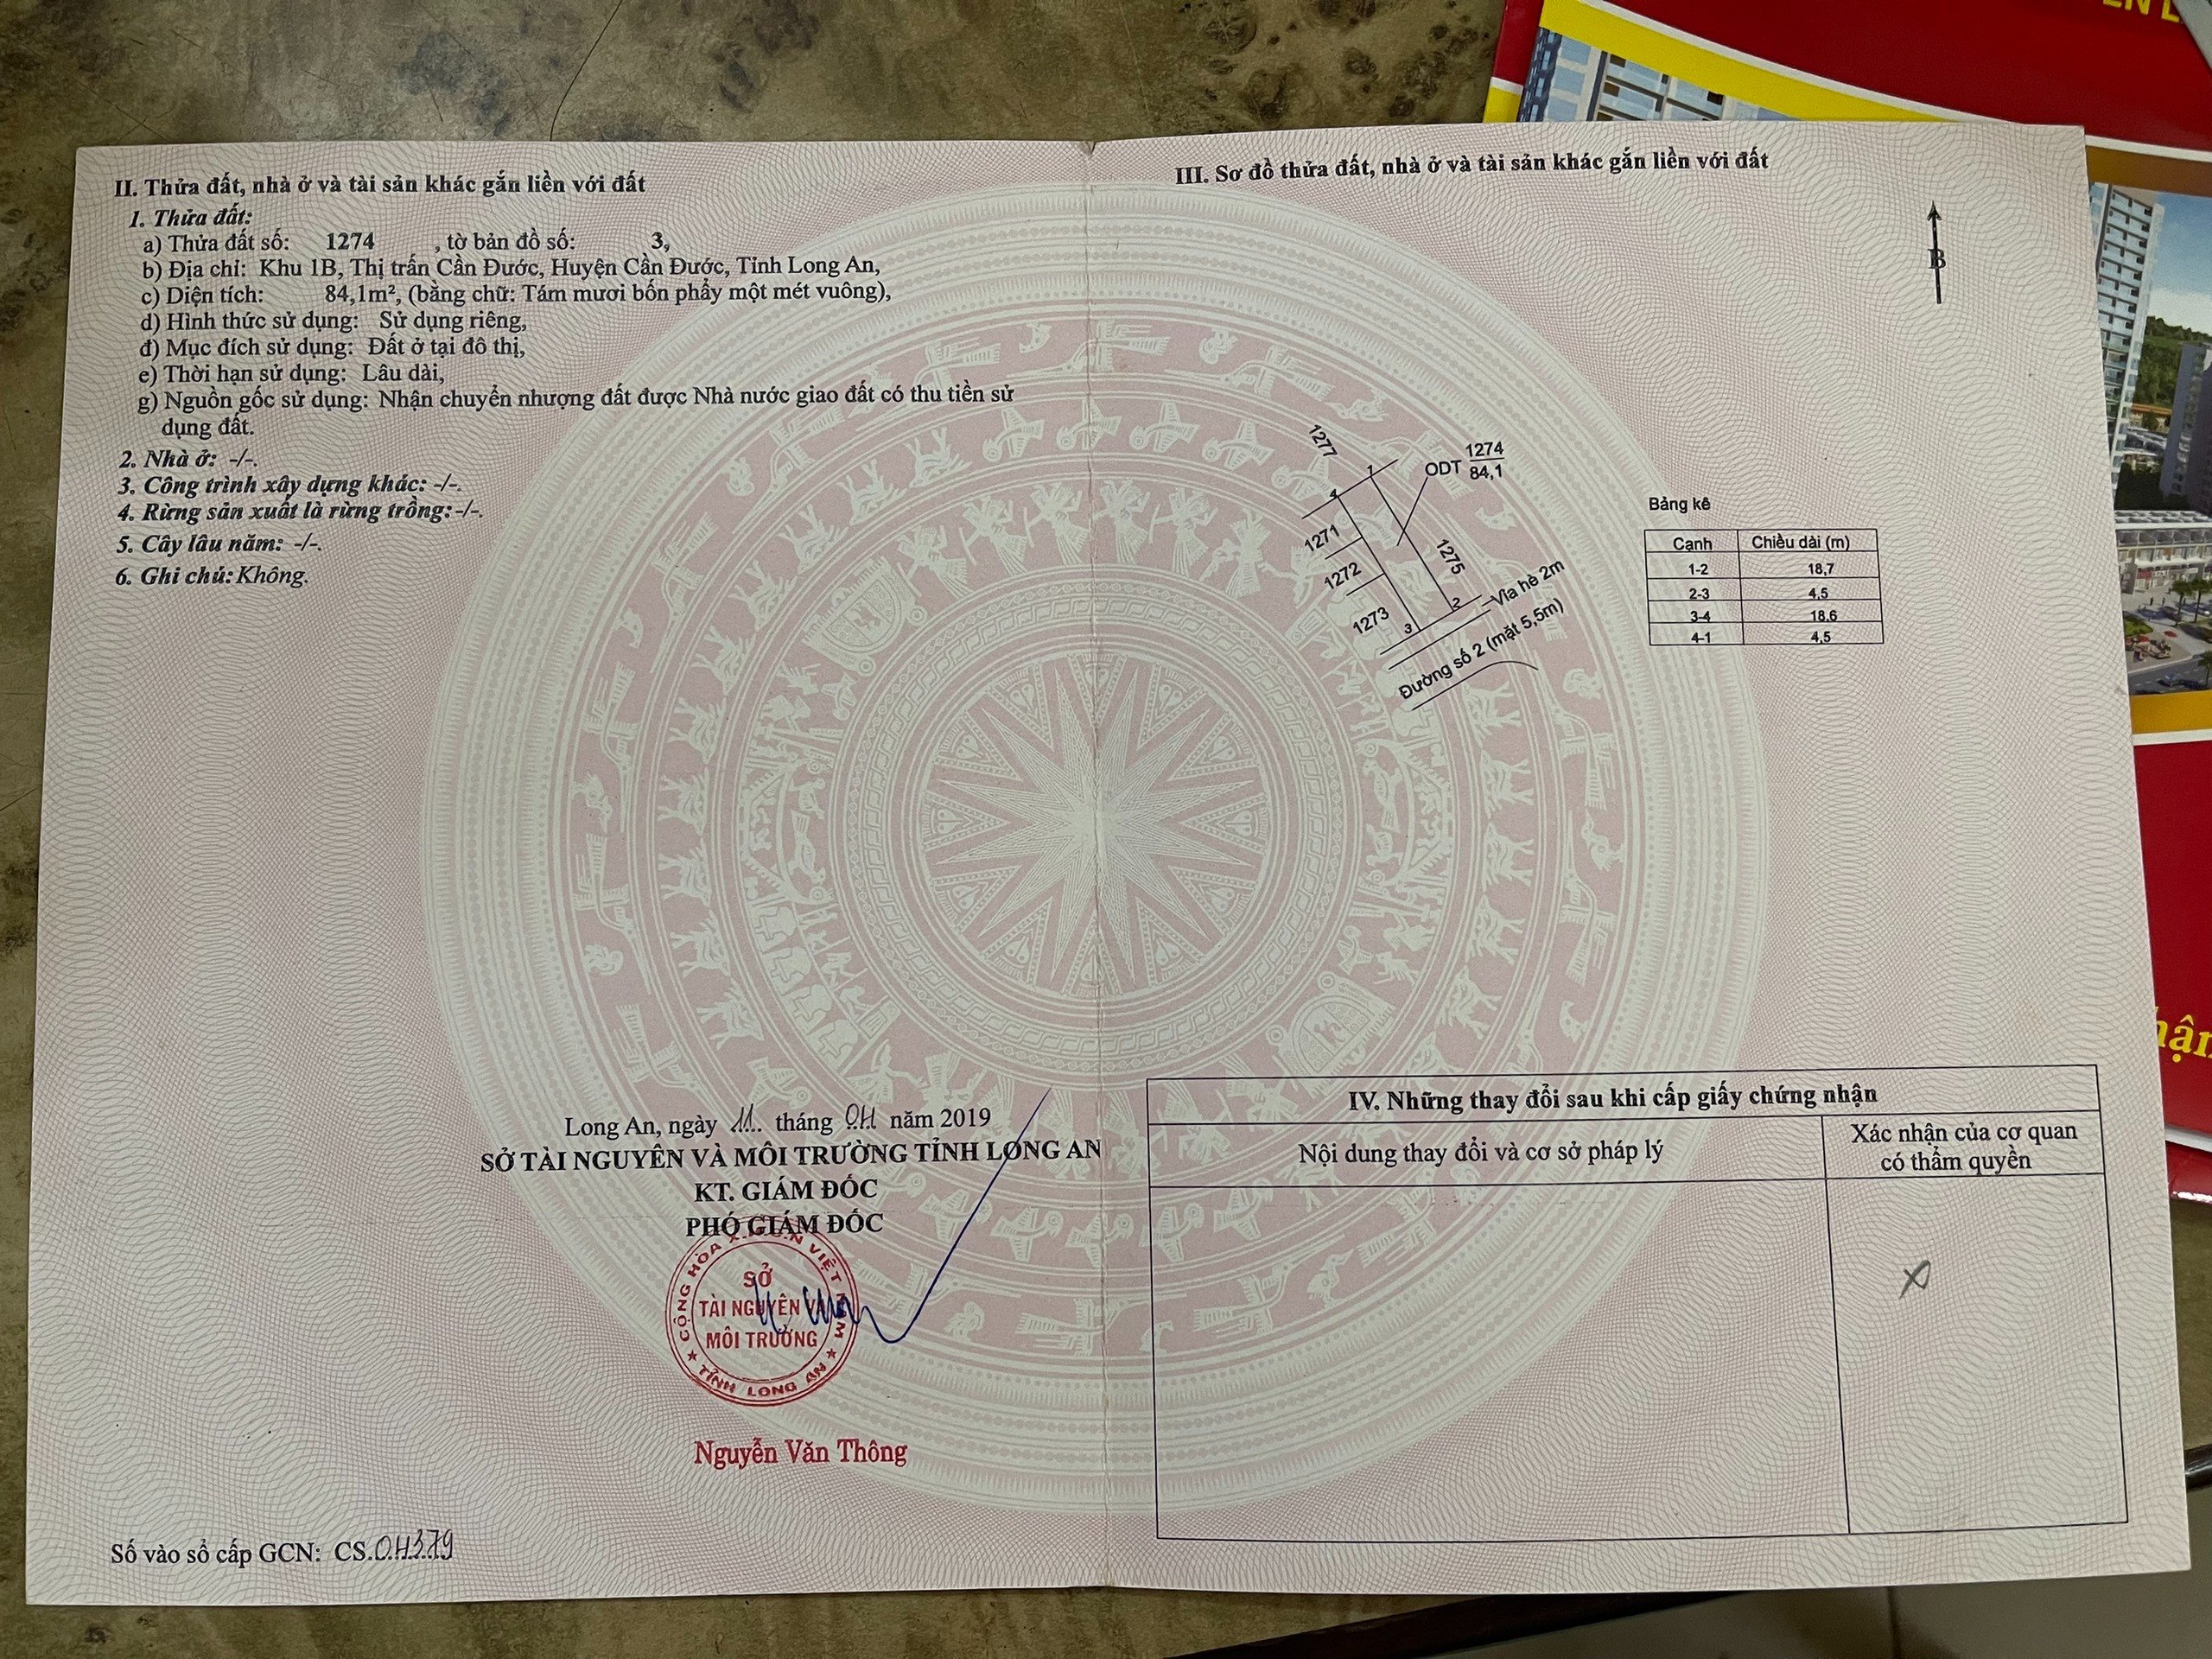 II. Thửa đất, nhà ở và tài sản khác gắn liền với đất
1. Thửa đất:
a) Thửa đất số: 1274 , tờ bản đồ số: 3,
b) Địa chỉ: Khu 1B, Thị trấn Cần Đước, Huyện Cần Đước, Tỉnh Long An,
c) Diện tích: 84,1m², (bằng chữ: Tám mươi bốn phẩy một mét vuông),
d) Hình thức sử dụng: Sử dụng riêng,
đ) Mục đích sử dụng: Đất ở tại đô thị,
e) Thời hạn sử dụng: Lâu dài,
g) Nguồn gốc sử dụng: Nhận chuyển nhượng đất được Nhà nước giao đất có thu tiền sử
dụng đất.
2. Nhà ở: -/-.
3. Công trình xây dựng khác: -/-.
4. Rừng sản xuất là rừng trồng: -/-.
5. Cây lâu năm: -/-.
6. Ghi chú: Không.
Long An, ngày 11 tháng 04 năm 2019
SỞ TÀI NGUYÊN VÀ MÔI TRƯỜNG TỈNH LONG AN
KT. GIÁM ĐỐC
PHÓ GIÁM ĐỐC
CỘNG HÒA X.H.C.N VIỆT NAM
SỞ
TÀI NGUYÊN VÀ
MÔI TRƯỜNG
TỈNH LONG AN
Nguyễn Văn Thông
Số vào sổ cấp GCN: CS.04379
III. Sơ đồ thửa đất, nhà ở và tài sản khác gắn liền với đất
B
1277
1
4
ODT 1274
84,1
1271
1272
1273
1275
2
3
Vỉa hè 2m
Đường số 2 (mặt 5,5m)
Bảng kê
Cạnh Chiều dài (m)
1-2 18,7
2-3 4,5
3-4 18,6
4-1 4,5
IV. Những thay đổi sau khi cấp giấy chứng nhận
Nội dung thay đổi và cơ sở pháp lý
Xác nhận của cơ quan
có thẩm quyền